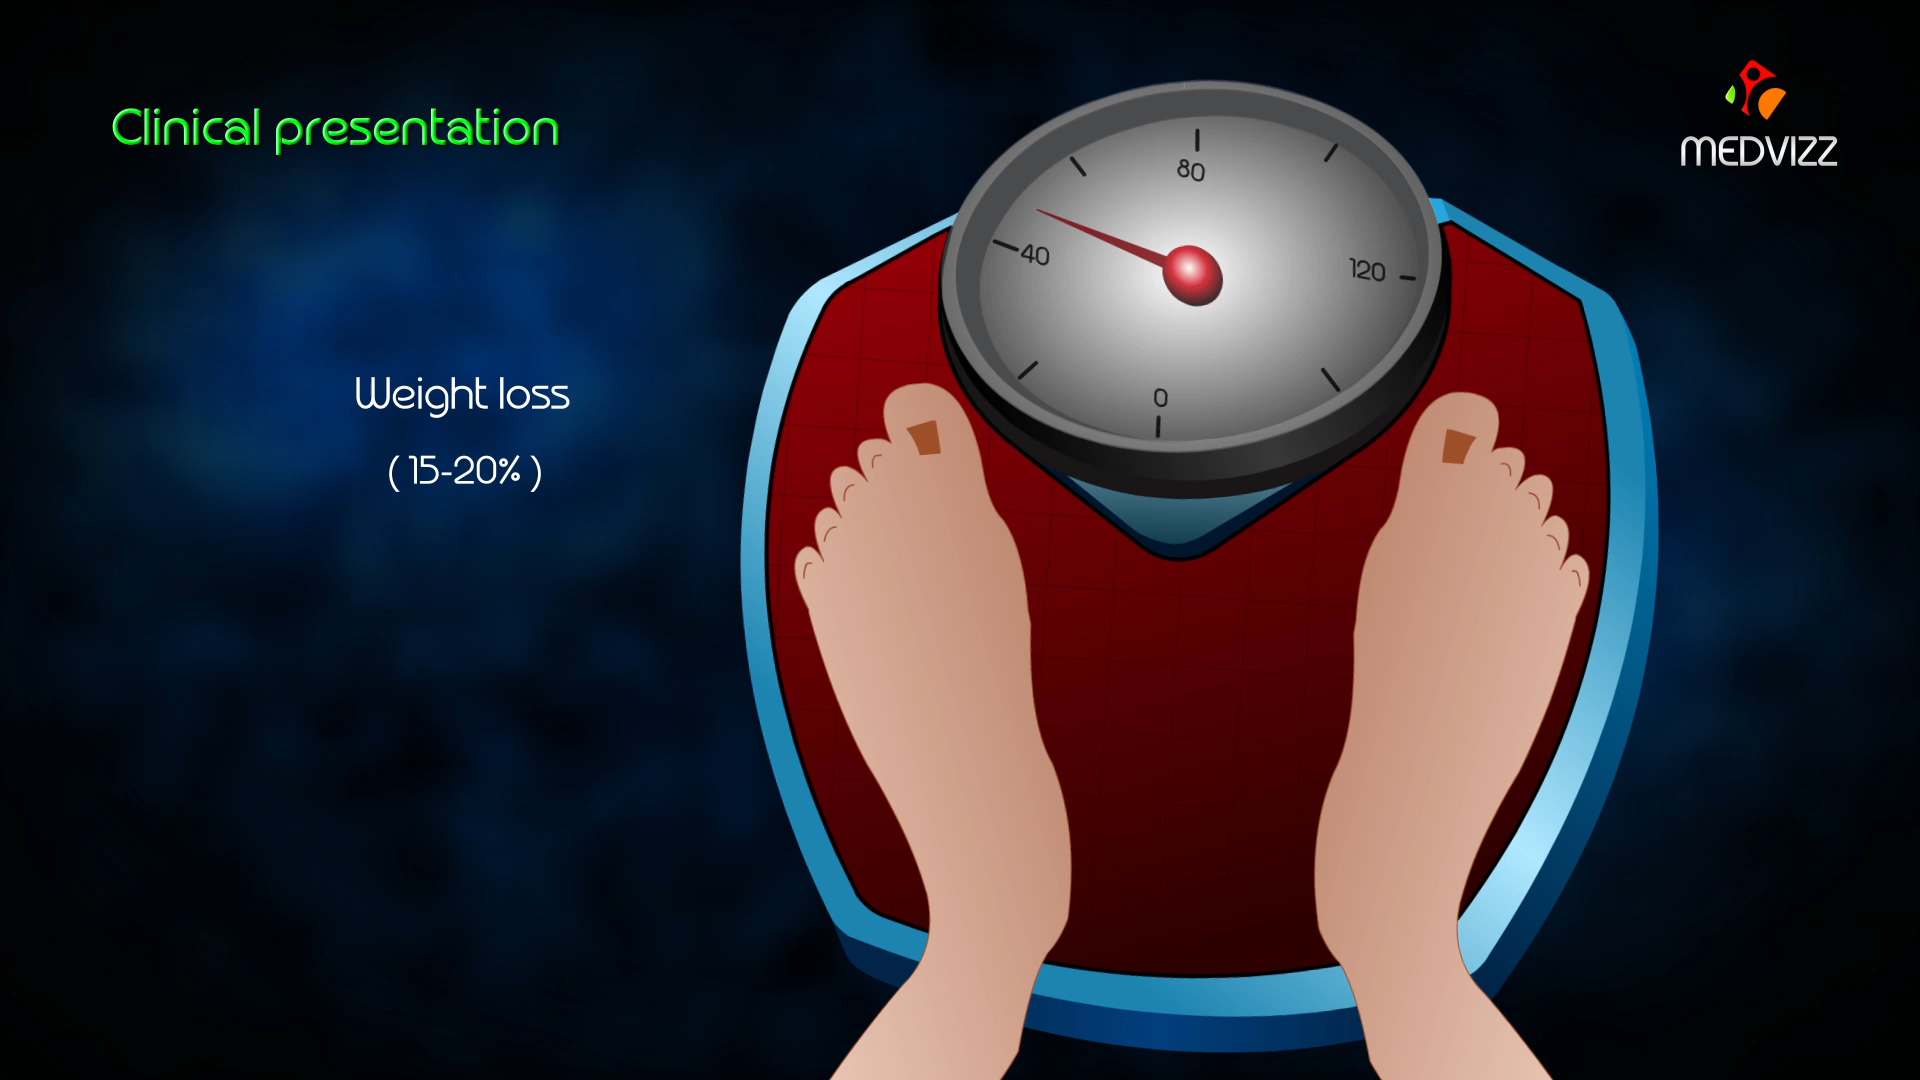 Clinical presentation
MEDVIZZ
80
40
120
0
Weight loss
( 15-20% )